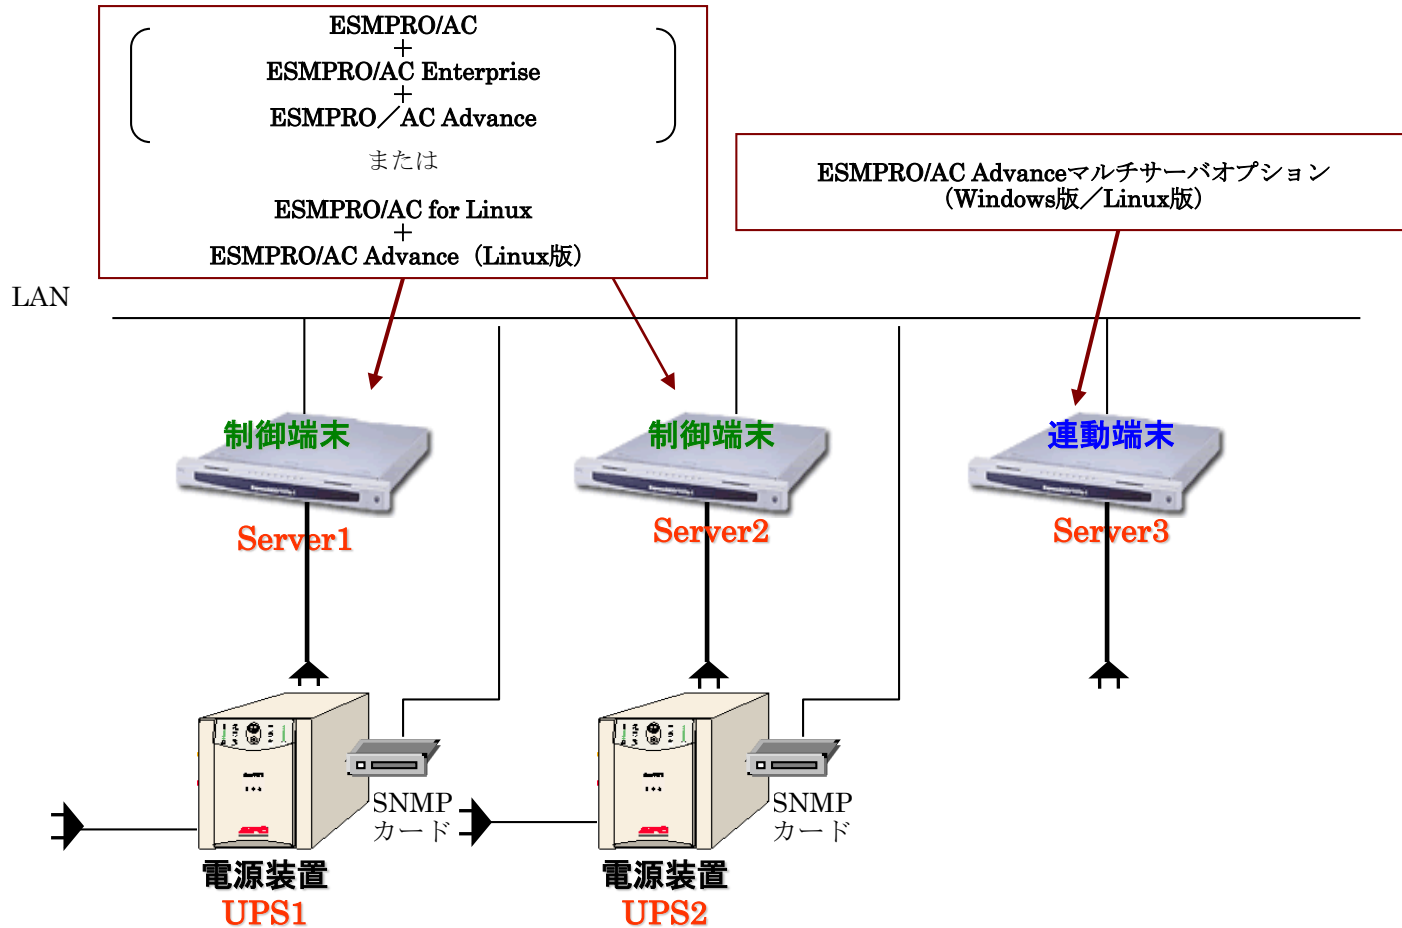 ESMPRO/AC
+
ESMPRO/AC Enterprise
+
ESMPRO／AC Advance
または
ESMPRO/AC for Linux
+
ESMPRO/AC Advance（Linux版）
ESMPRO/AC Advanceマルチサーバオプション
（Windows版／Linux版）
LAN
制御端末
制御端末
連動端末
Server1
Server2
Server3
SNMP
カード
SNMP
カード
APC
APC
電源装置
UPS1
電源装置
UPS2